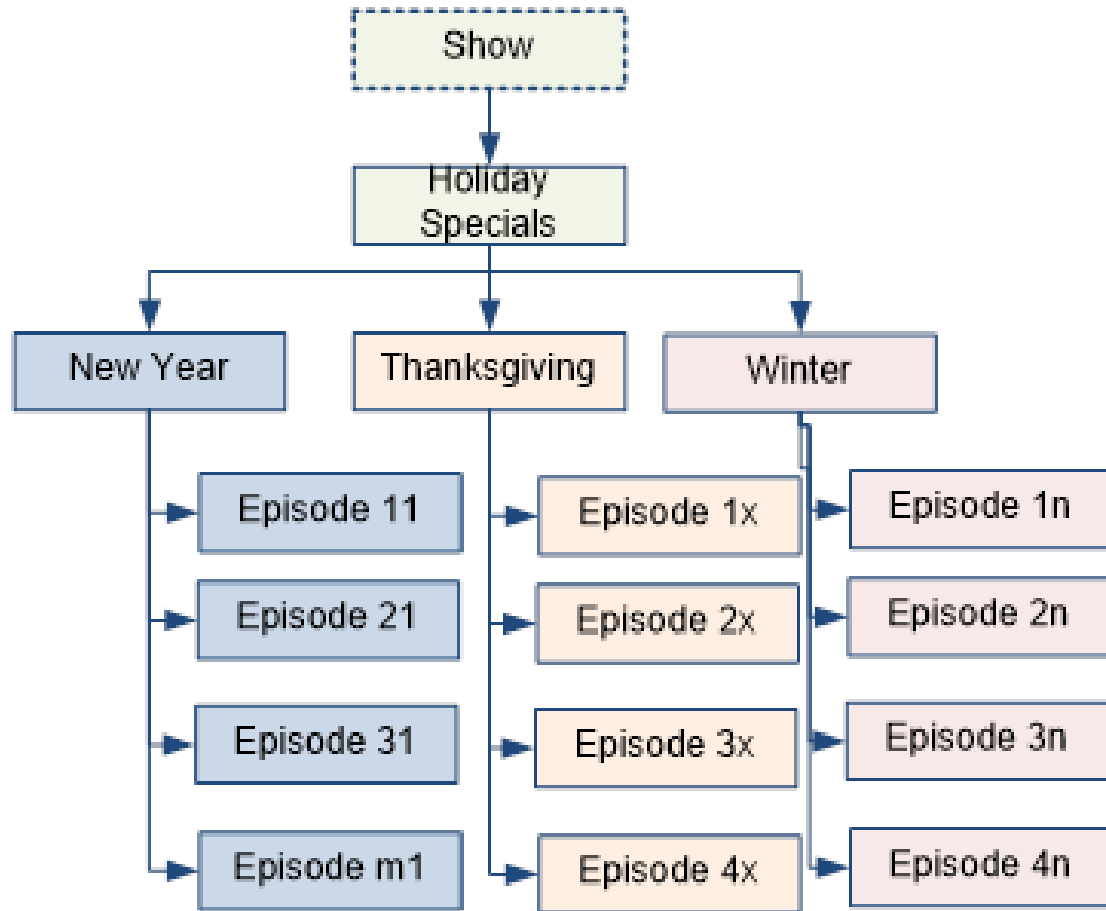 Show
Holiday
Specials
New Year
Thanksgiving
Winter
Episode 11
Episode 1x
Episode 1n
Episode 21
Episode 2x
Episode 2n
Episode 31
Episode 3x
Episode 3n
Episode m1
Episode 4x
Episode 4n